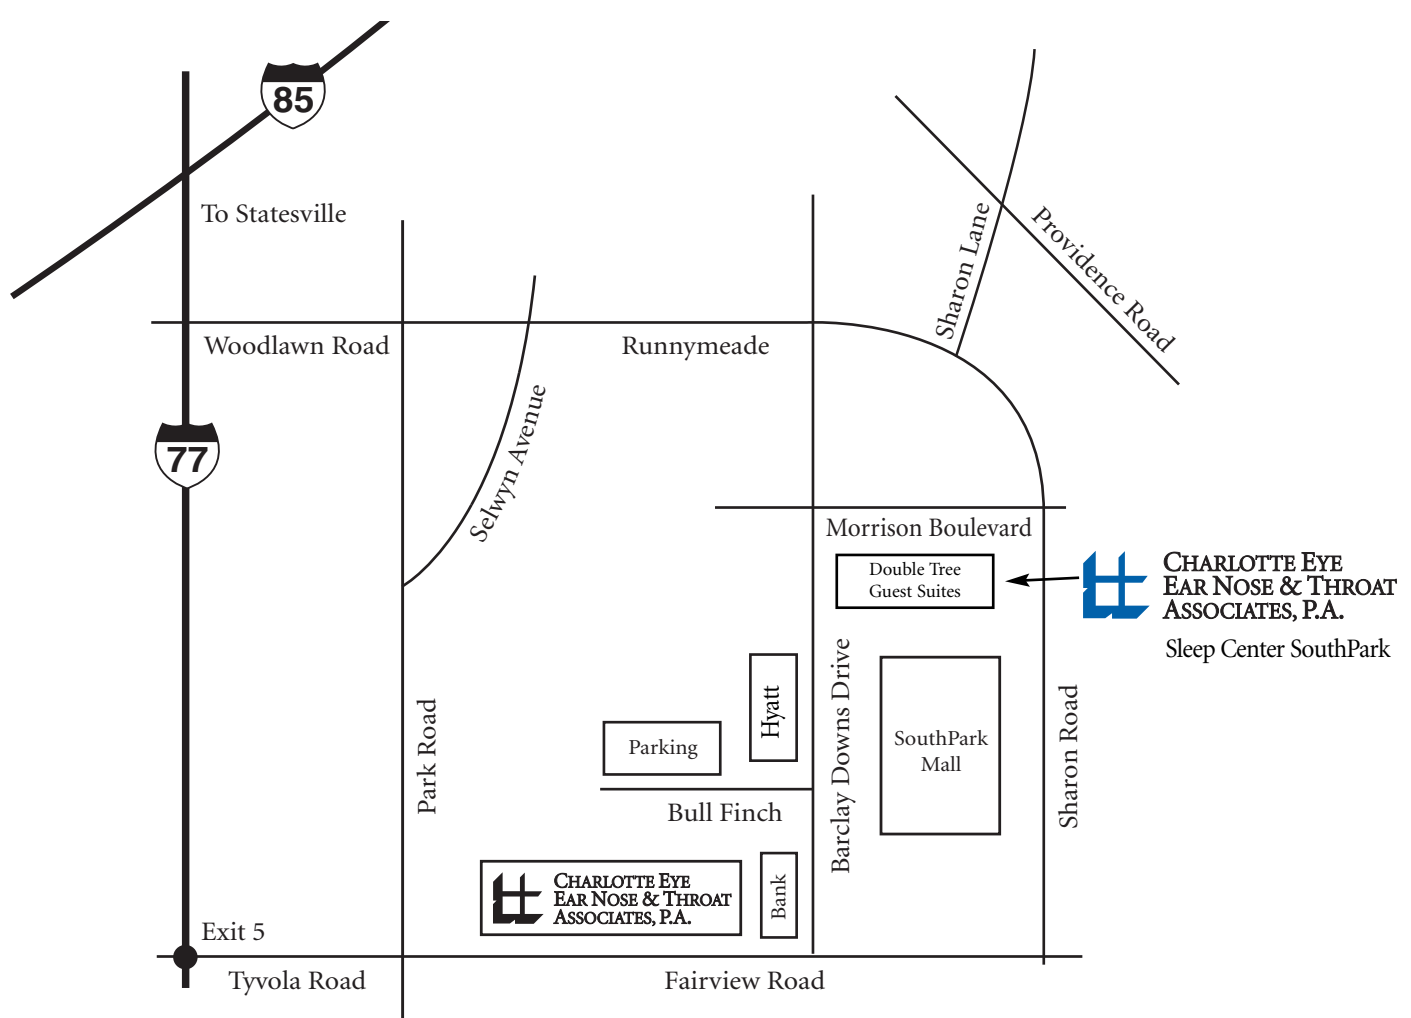 85
To Statesville
Sharon Lane
Providence Road
Woodlawn Road
Runnymeade
77
Selwyn Avenue
Morrison Boulevard
Double Tree
Guest Suites
CHARLOTTE EYE
EAR NOSE & THROAT
ASSOCIATES, P.A.
Sleep Center SouthPark
Park Road
Parking
Hyatt
Barclay Downs Drive
SouthPark
Mall
Sharon Road
Bull Finch
CHARLOTTE EYE
EAR NOSE & THROAT
ASSOCIATES, P.A.
Bank
Exit 5
Tyvola Road
Fairview Road